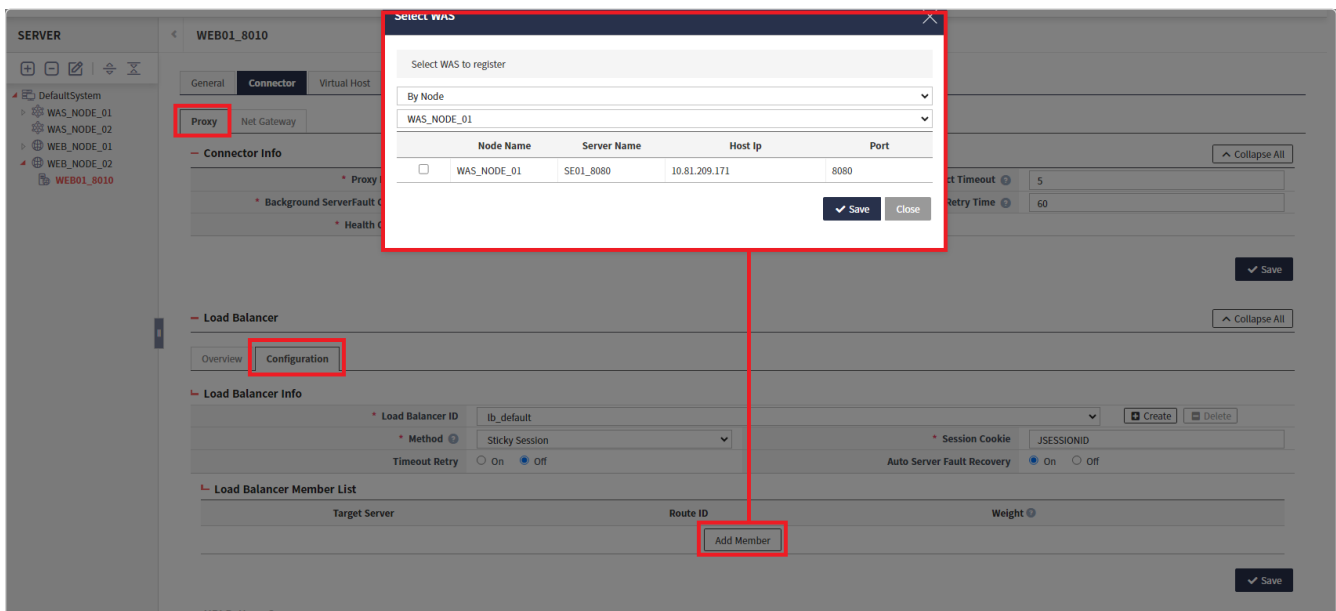 Select WAS
SERVER
WEB01_8010
Select WAS to register
General Connector Virtual Host
By Node
DefaultSystem
WAS_NODE_01
WAS_NODE_01
WAS_NODE_02
Proxy Net Gateway
Node Name Server Name Host Ip Port
WEB_NODE_01
Connector Info
Collapse All
WEB_NODE_02
WAS_NODE_01 SE01_8080 10.81.209.171 8080
WEB01_8010
* Proxy
ct Timeout 5
* Background ServerFault
Retry Time 60
Save Close
* Health
Save
Load Balancer
Collapse All
Overview Configuration
Load Balancer Info
* Load Balancer ID lb_default Create Delete
* Method Sticky Session * Session Cookie JSESSIONID
Timeout Retry On Off Auto Server Fault Recovery On Off
Load Balancer Member List
Target Server Route ID Weight
Add Member
Save